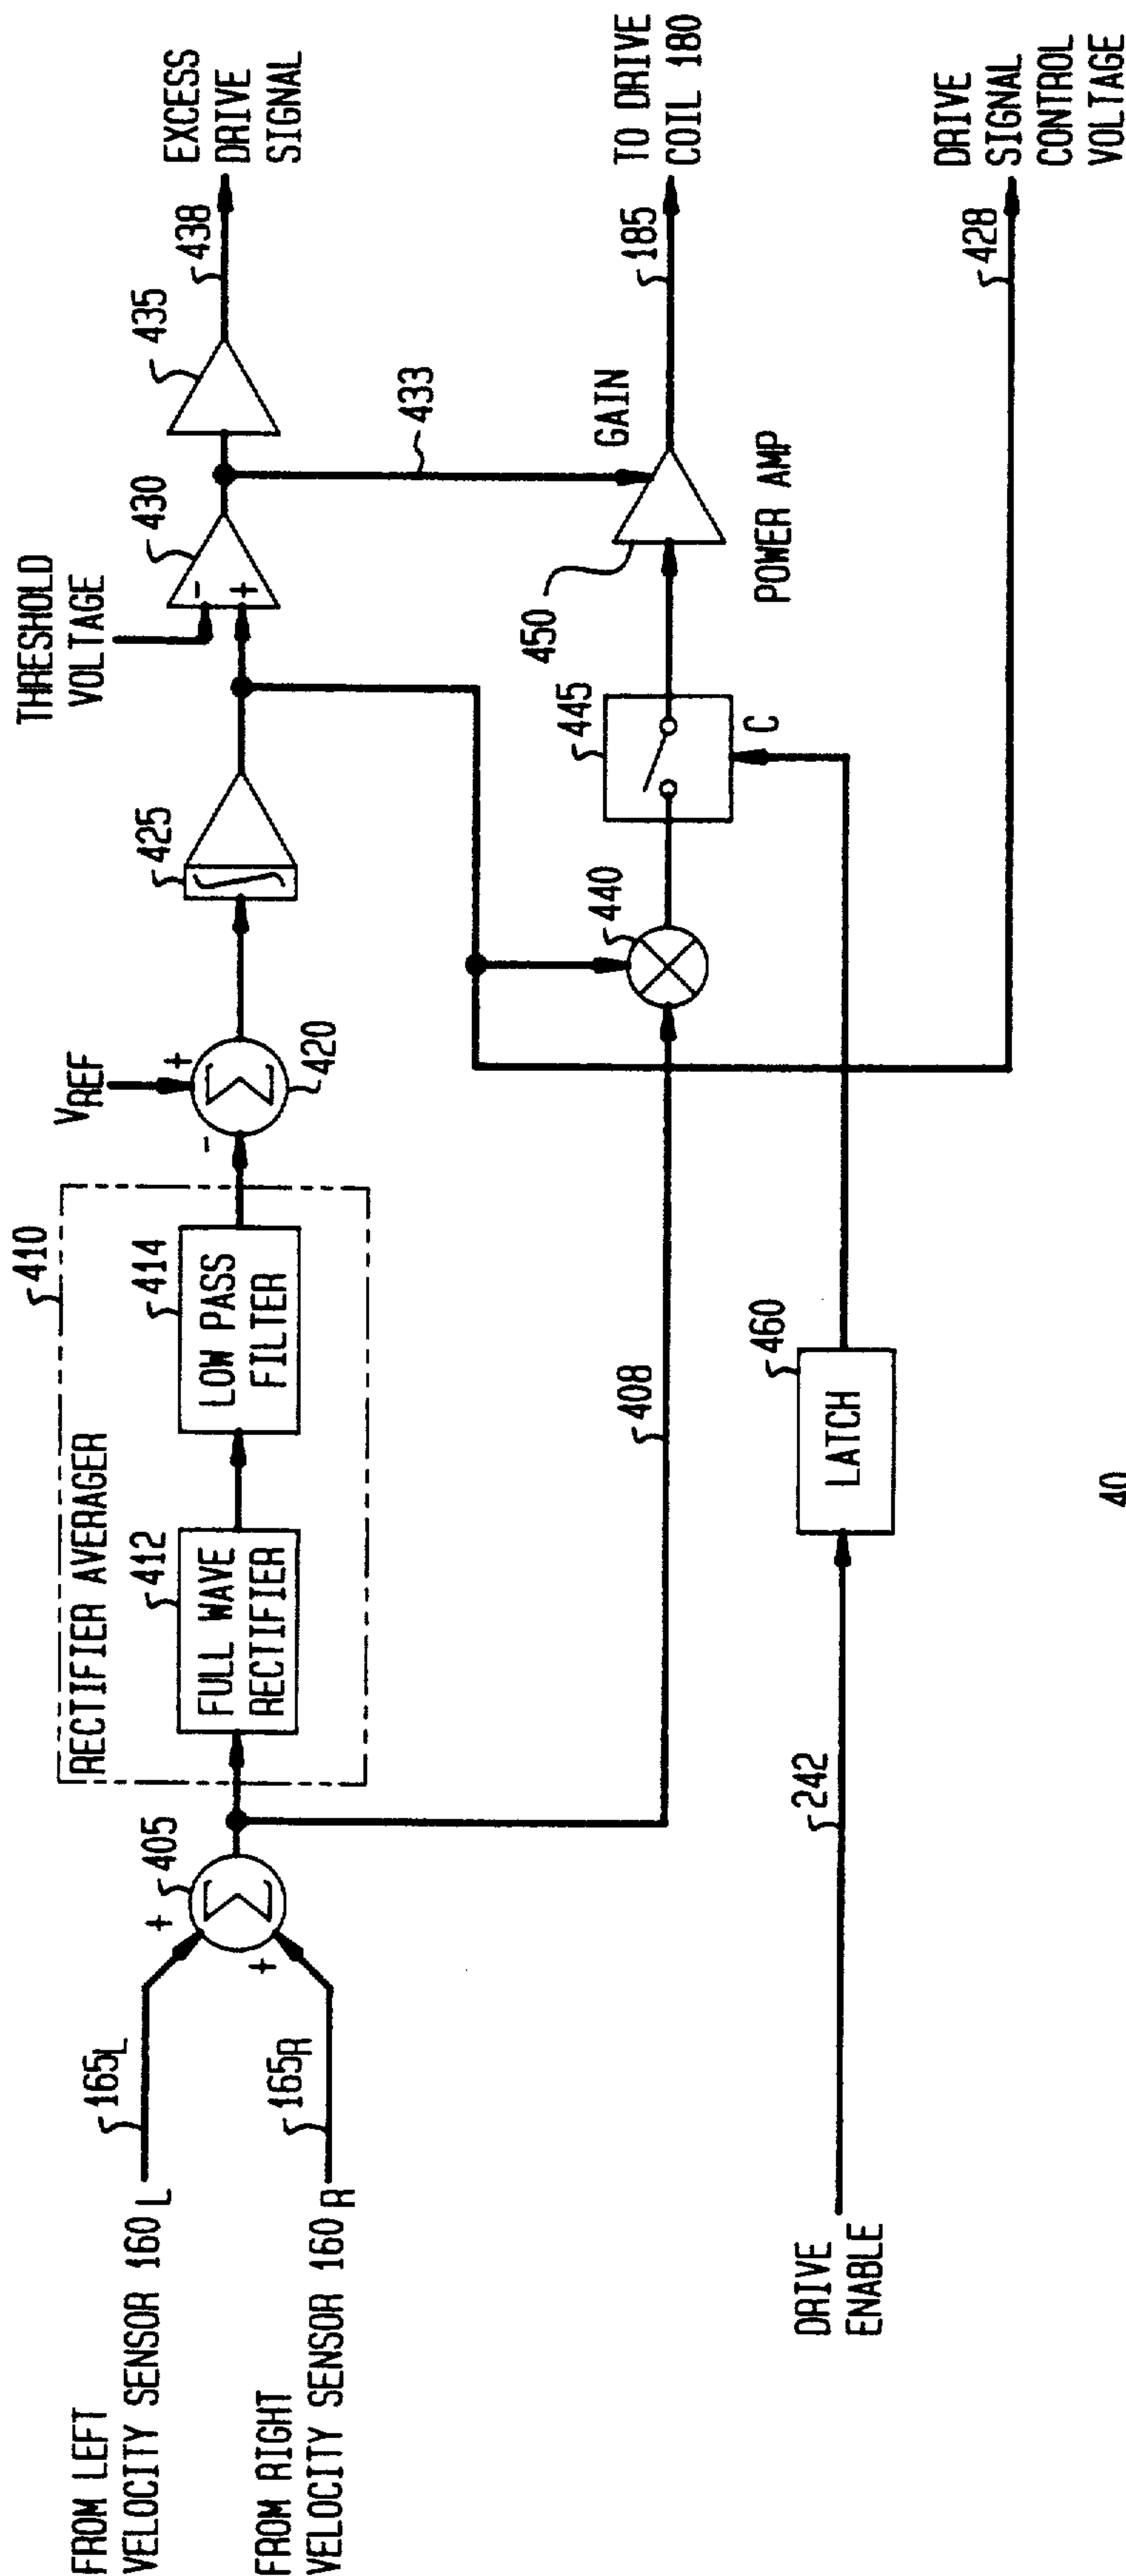 FROM LEFT
VELOCITY SENSOR 160L
165L
FROM RIGHT
VELOCITY SENSOR 160R
165R
+
+
405
410
RECTIFIER AVERAGER
412
FULL WAVE
RECTIFIER
414
LOW PASS
FILTER
VREF
+
-
420
425
THRESHOLD
VOLTAGE
-
+
430
435
438
EXCESS
DRIVE
SIGNAL
433
408
440
445
C
450
GAIN
POWER AMP
185
TO DRIVE
COIL 180
DRIVE
ENABLE
242
460
LATCH
428
DRIVE
SIGNAL
CONTROL
VOLTAGE
40